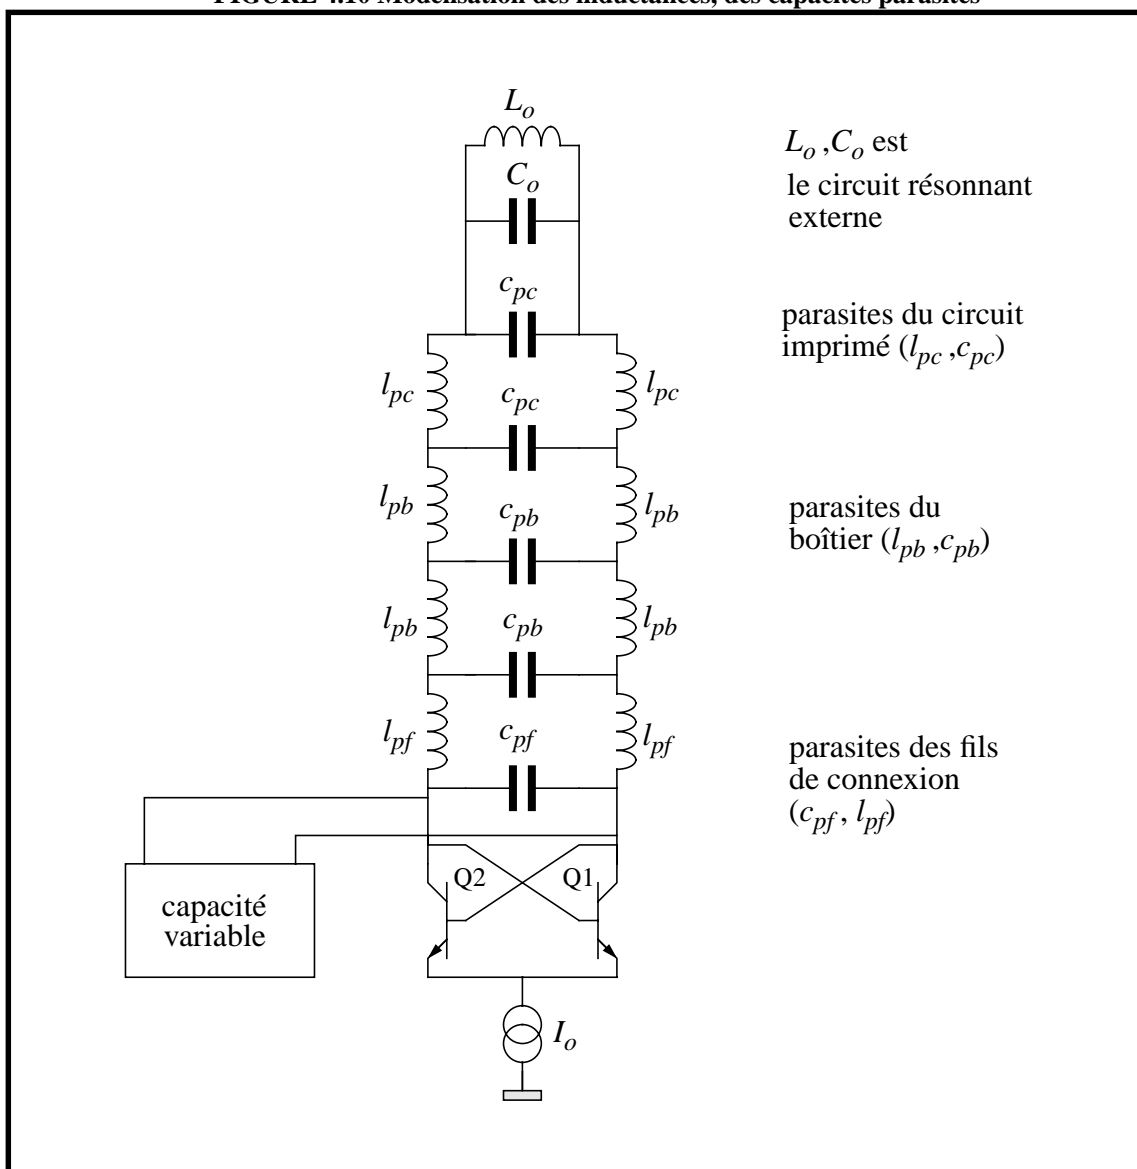 FIGURE 4.10 Modélisation des inductances, des capacités parasites
L_o
L_o ,C_o est
le circuit résonnant
externe
C_o
c_pc
parasites du circuit
imprimé (l_pc ,c_pc)
l_pc
l_pc
c_pc
l_pb
l_pb
c_pb
parasites du
boîtier (l_pb ,c_pb)
l_pb
l_pb
c_pb
l_pf
l_pf
c_pf
parasites des fils
de connexion
(c_pf, l_pf)
Q2
Q1
capacité
variable
I_o